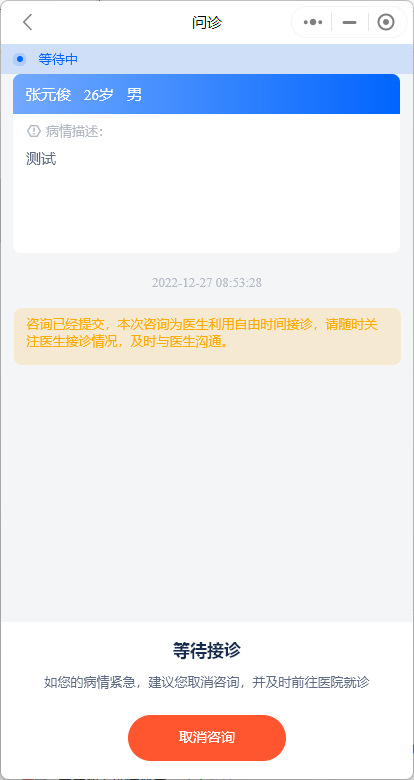 问诊
等待中
张元俊 26岁 男
病情描述：
测试
2022-12-27 08:53:28
咨询已经提交，本次咨询为医生利用自由时间接诊，请随时关
注医生接诊情况，及时与医生沟通。
等待接诊
如您的病情紧急，建议您取消咨询，并及时前往医院就诊
取消咨询